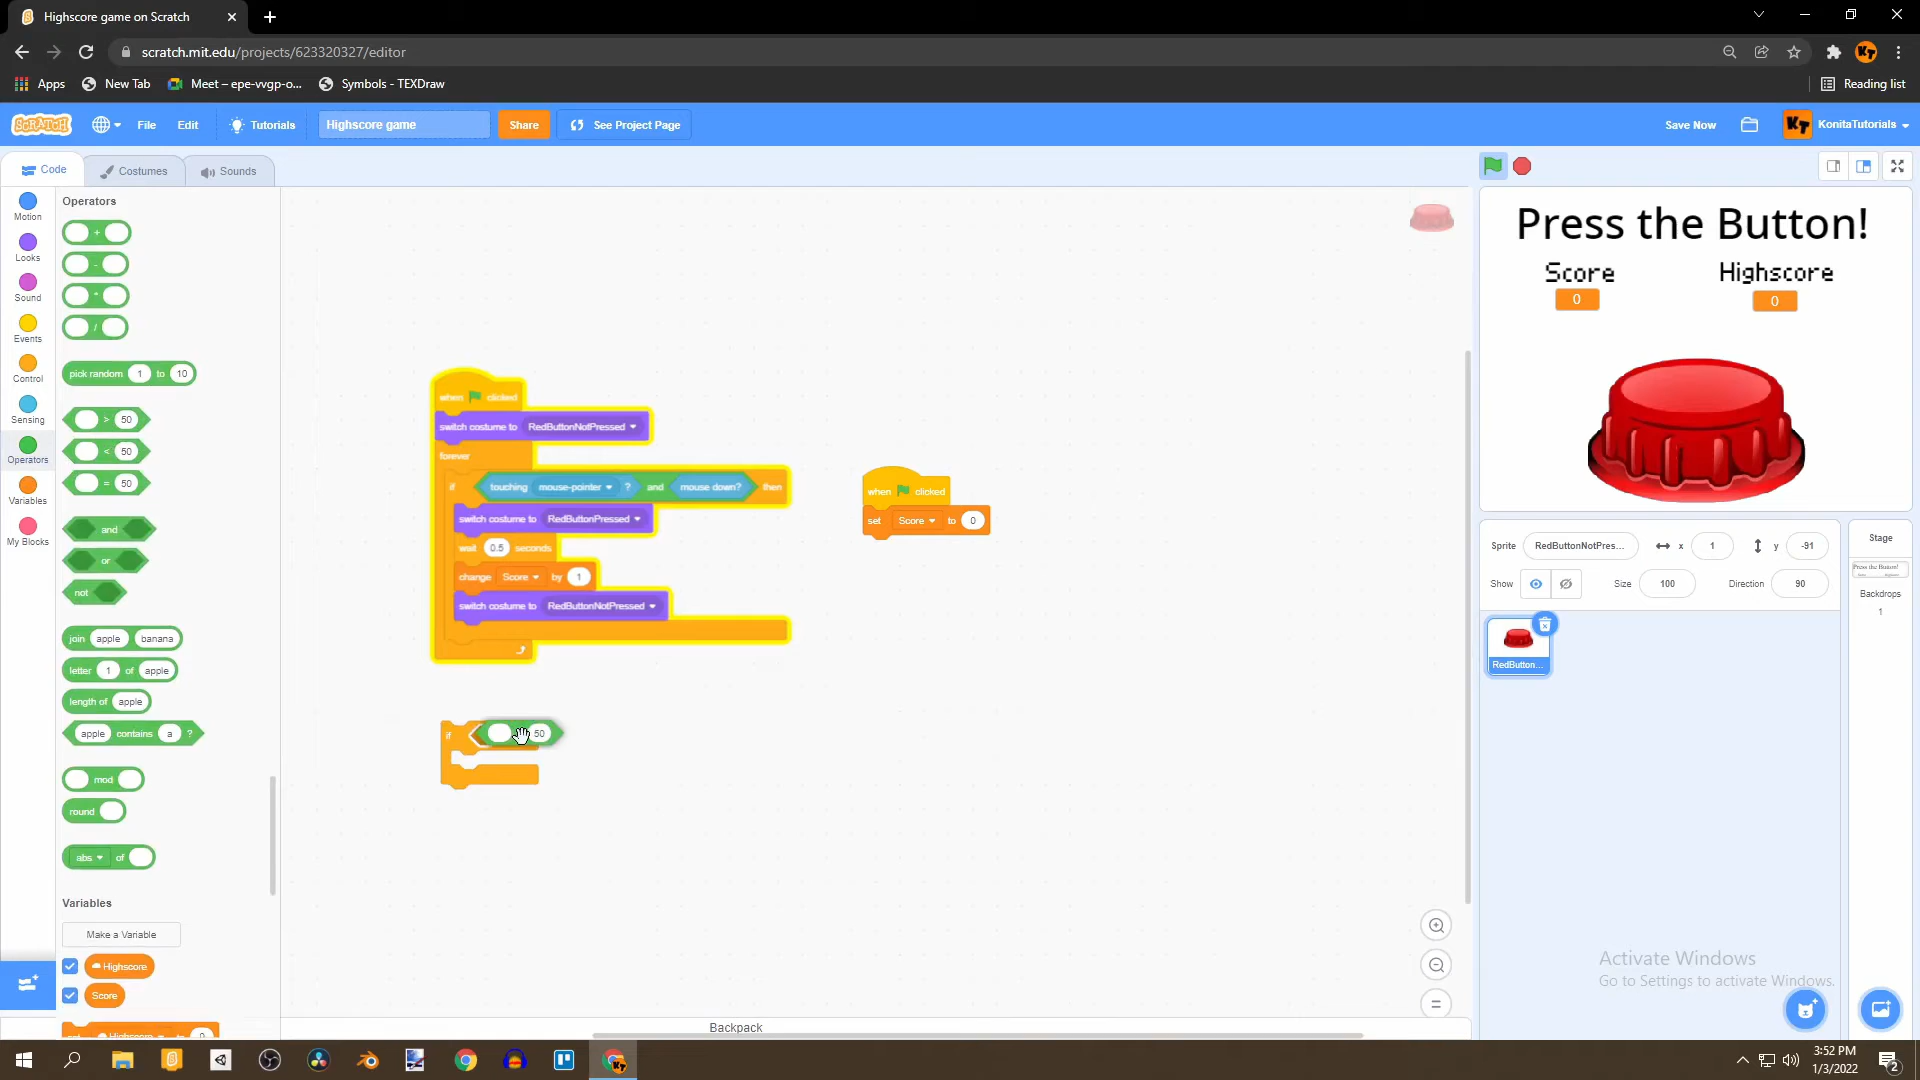 Highscore game on Scratch
scratch.mit.edu/projects/623320327/editor
Apps
New Tab
Meet – epe-vvgp-o...
Symbols - TEXDraw
Reading list
SCRATCH
File
Edit
Tutorials
Highscore game
Share
See Project Page
Save Now
KT
KonitaTutorials
Code
Costumes
Sounds
Motion
Looks
Sound
Events
Control
Sensing
Operators
Variables
My Blocks
Operators
+
-
*
/
pick random 1 to 10
> 50
< 50
= 50
and
or
not
join apple banana
letter 1 of apple
length of apple
apple contains a ?
mod
round
abs of
Variables
Make a Variable
Highscore
Score
when clicked
switch costume to RedButtonNotPressed
forever
if touching mouse-pointer ? and mouse down? then
switch costume to RedButtonPressed
wait 0.5 seconds
change Score by 1
switch costume to RedButtonNotPressed
when clicked
set Score to 0
if
50
Backpack
Press the Button!
Score
Highscore
0
0
Sprite RedButtonNotPres... x 1 y -91
Show Size 100 Direction 90
RedButton...
Stage
Press the Button!
Backdrops
1
Activate Windows
Go to Settings to activate Windows.
3:52 PM
1/3/2022
2